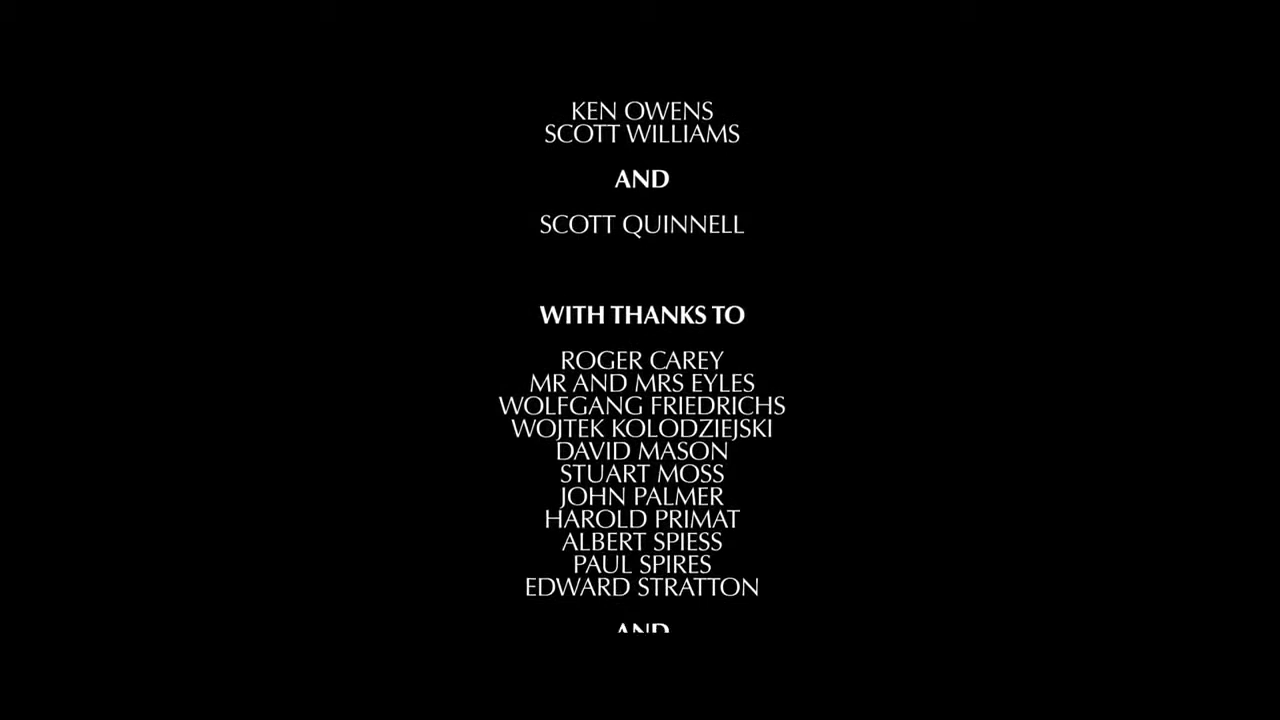 KEN OWENS
SCOTT WILLIAMS
AND
SCOTT QUINNELL
WITH THANKS TO
ROGER CAREY
MR AND MRS EYLES
WOLFGANG FRIEDRICHS
WOJTEK KOLODZIEJSKI
DAVID MASON
STUART MOSS
JOHN PALMER
HAROLD PRIMAT
ALBERT SPIESS
PAUL SPIRES
EDWARD STRATTON
AND